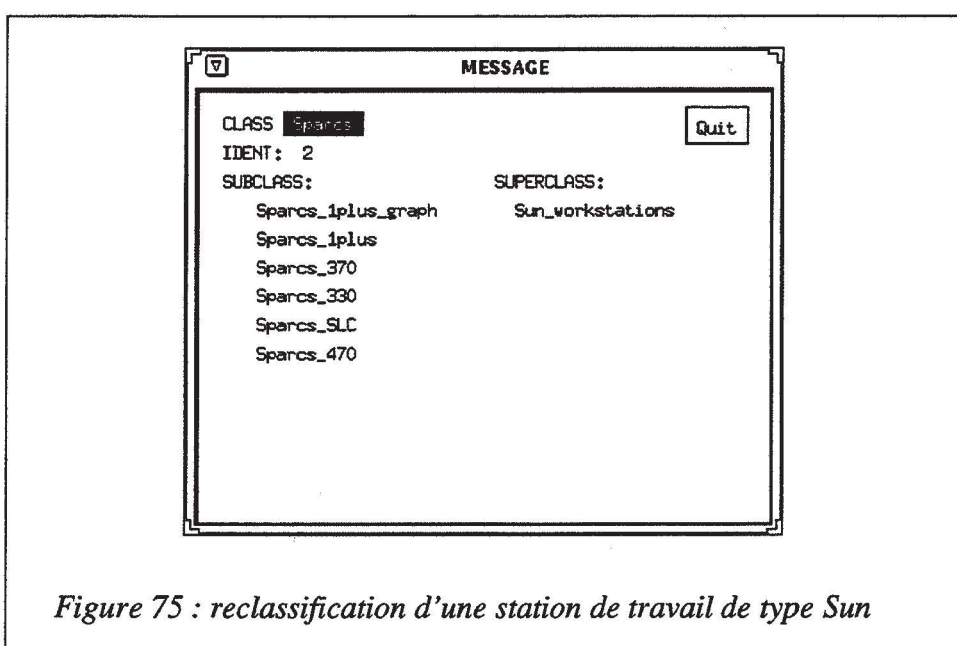 MESSAGE
CLASS Sparcs
Quit
IDENT: 2
SUBCLASS: SUPERCLASS:
Sparcs_1plus_graph Sun_workstations
Sparcs_1plus
Sparcs_370
Sparcs_330
Sparcs_SLC
Sparcs_470
Figure 75 : reclassification d'une station de travail de type Sun